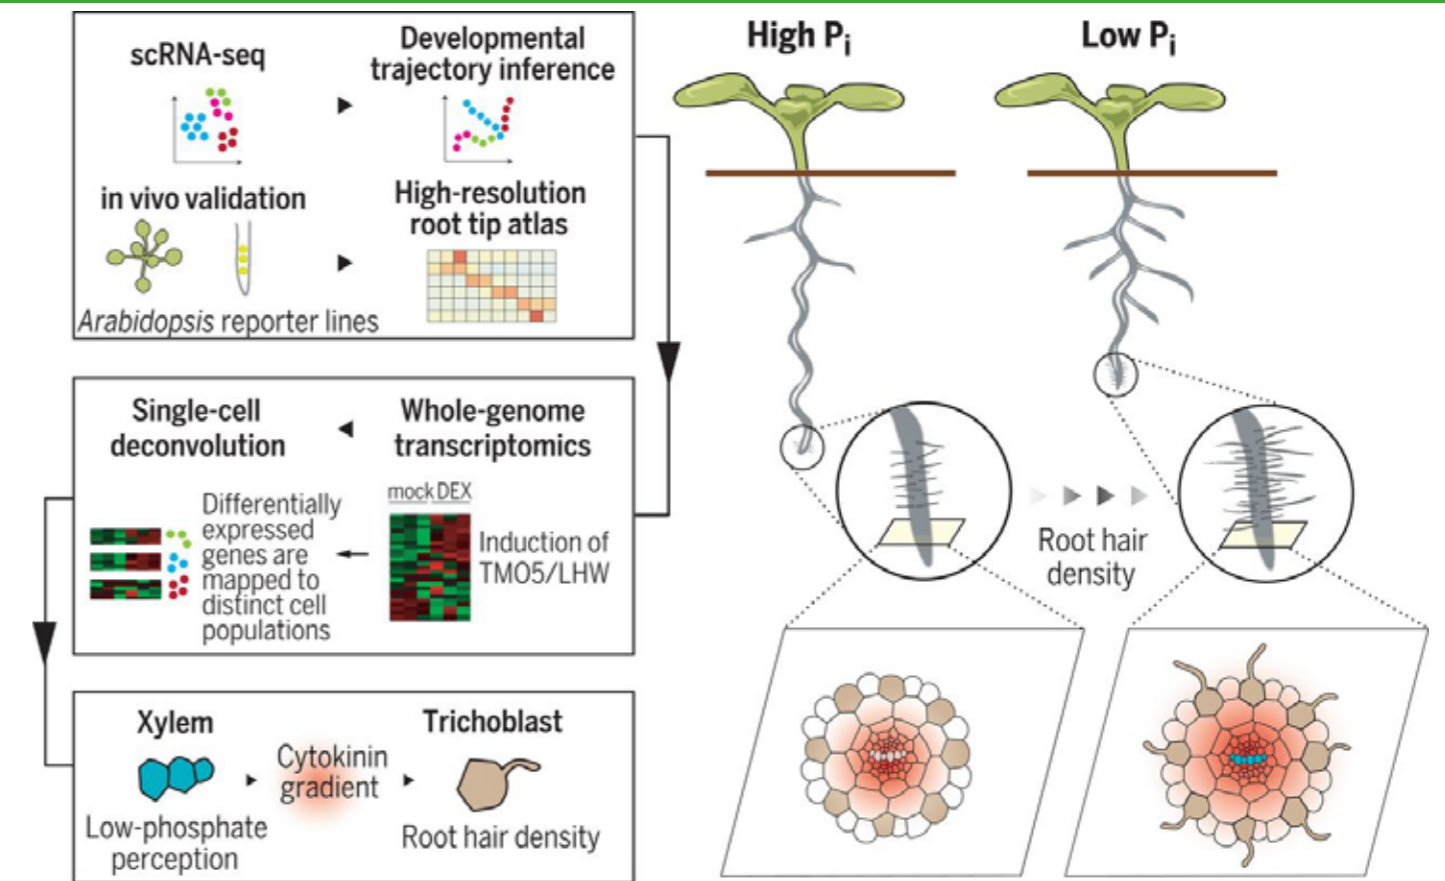 scRNA-seq
Developmental
trajectory inference
in vivo validation
High-resolution
root tip atlas
Arabidopsis reporter lines
Single-cell
deconvolution
Whole-genome
transcriptomics
Differentially
expressed
genes are
mapped to
distinct cell
populations
mock DEX
Induction of
TMO5/LHW
Xylem
Cytokinin
gradient
Trichoblast
Low-phosphate
perception
Root hair density
High Pi
Low Pi
Root hair
density